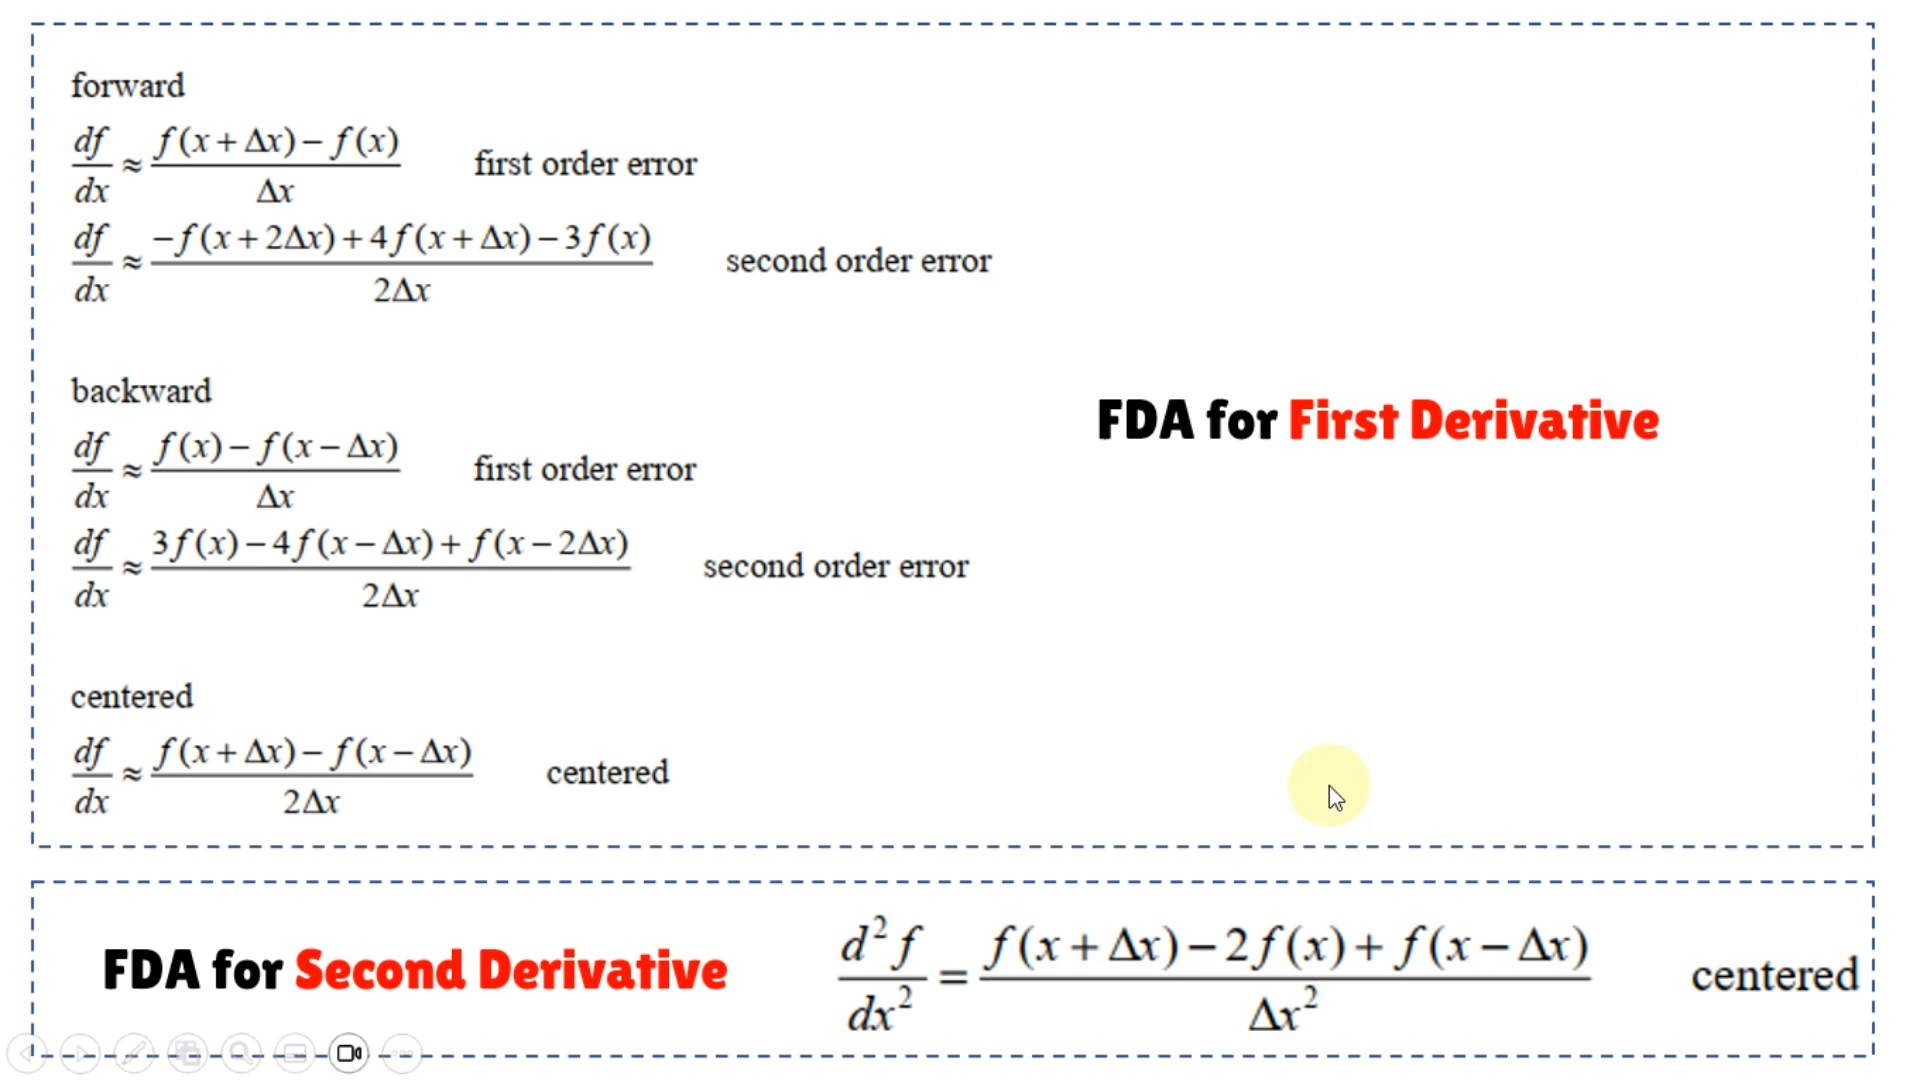 forward
df/dx ≈ (f(x + Δx) − f(x))/Δx first order error
df/dx ≈ (−f(x + 2Δx) + 4f(x + Δx) − 3f(x))/2Δx second order error
backward
df/dx ≈ (f(x) − f(x − Δx))/Δx first order error
df/dx ≈ (3f(x) − 4f(x − Δx) + f(x − 2Δx))/2Δx second order error
FDA for First Derivative
centered
df/dx ≈ (f(x + Δx) − f(x − Δx))/2Δx centered
FDA for Second Derivative
d²f/dx² = (f(x + Δx) − 2f(x) + f(x − Δx))/Δx² centered